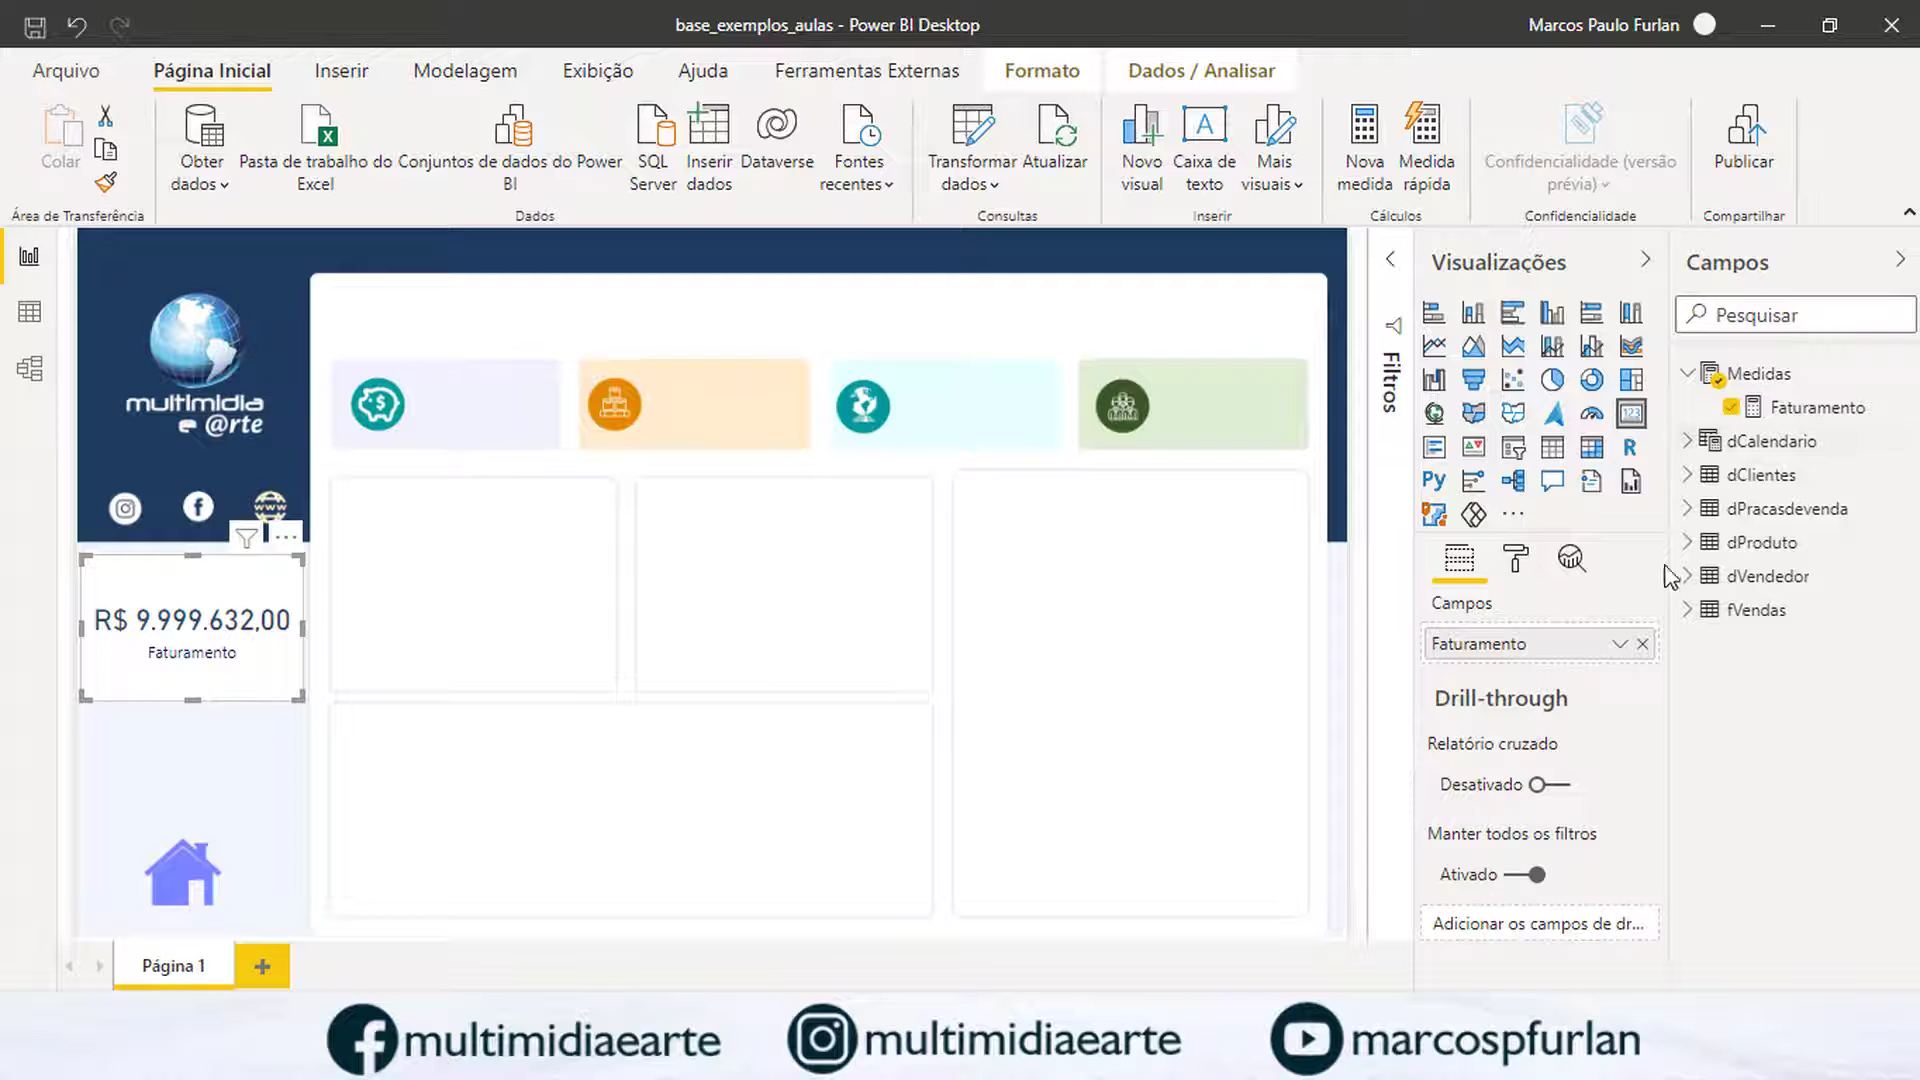 base_exemplos_aulas - Power BI Desktop
Marcos Paulo Furlan
Arquivo
Página Inicial
Inserir
Modelagem
Exibição
Ajuda
Ferramentas Externas
Formato
Dados / Analisar
Colar
Obter dados
Pasta de trabalho do Excel
Conjuntos de dados do Power BI
SQL Server
Inserir dados
Dataverse
Fontes recentes
Transformar dados
Atualizar
Novo visual
Caixa de texto
Mais visuais
Nova medida
Medida rápida
Confidencialidade (versão prévia)
Publicar
Área de Transferência
Dados
Consultas
Inserir
Cálculos
Confidencialidade
Compartilhar
multimidia
e @rte
www
R$ 9.999.632,00
Faturamento
Filtros
Visualizações
123
R
Py
...
Campos
Faturamento
Drill-through
Relatório cruzado
Desativado
Manter todos os filtros
Ativado
Adicionar os campos de dr...
Campos
Pesquisar
Medidas
Faturamento
dCalendario
dClientes
dPracasdevenda
dProduto
dVendedor
fVendas
Página 1
multimidiaearte
multimidiaearte
marcospfurlan